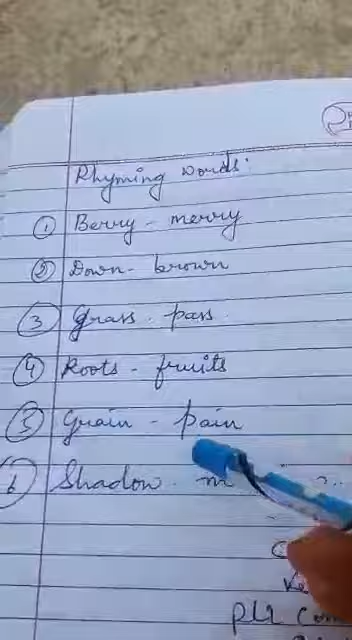 Rhyming words:
① Berry - merry
② Down - brown
③ Grass - pass
④ Roots - fruits
⑤ Grain - pain
⑥ Shadow -